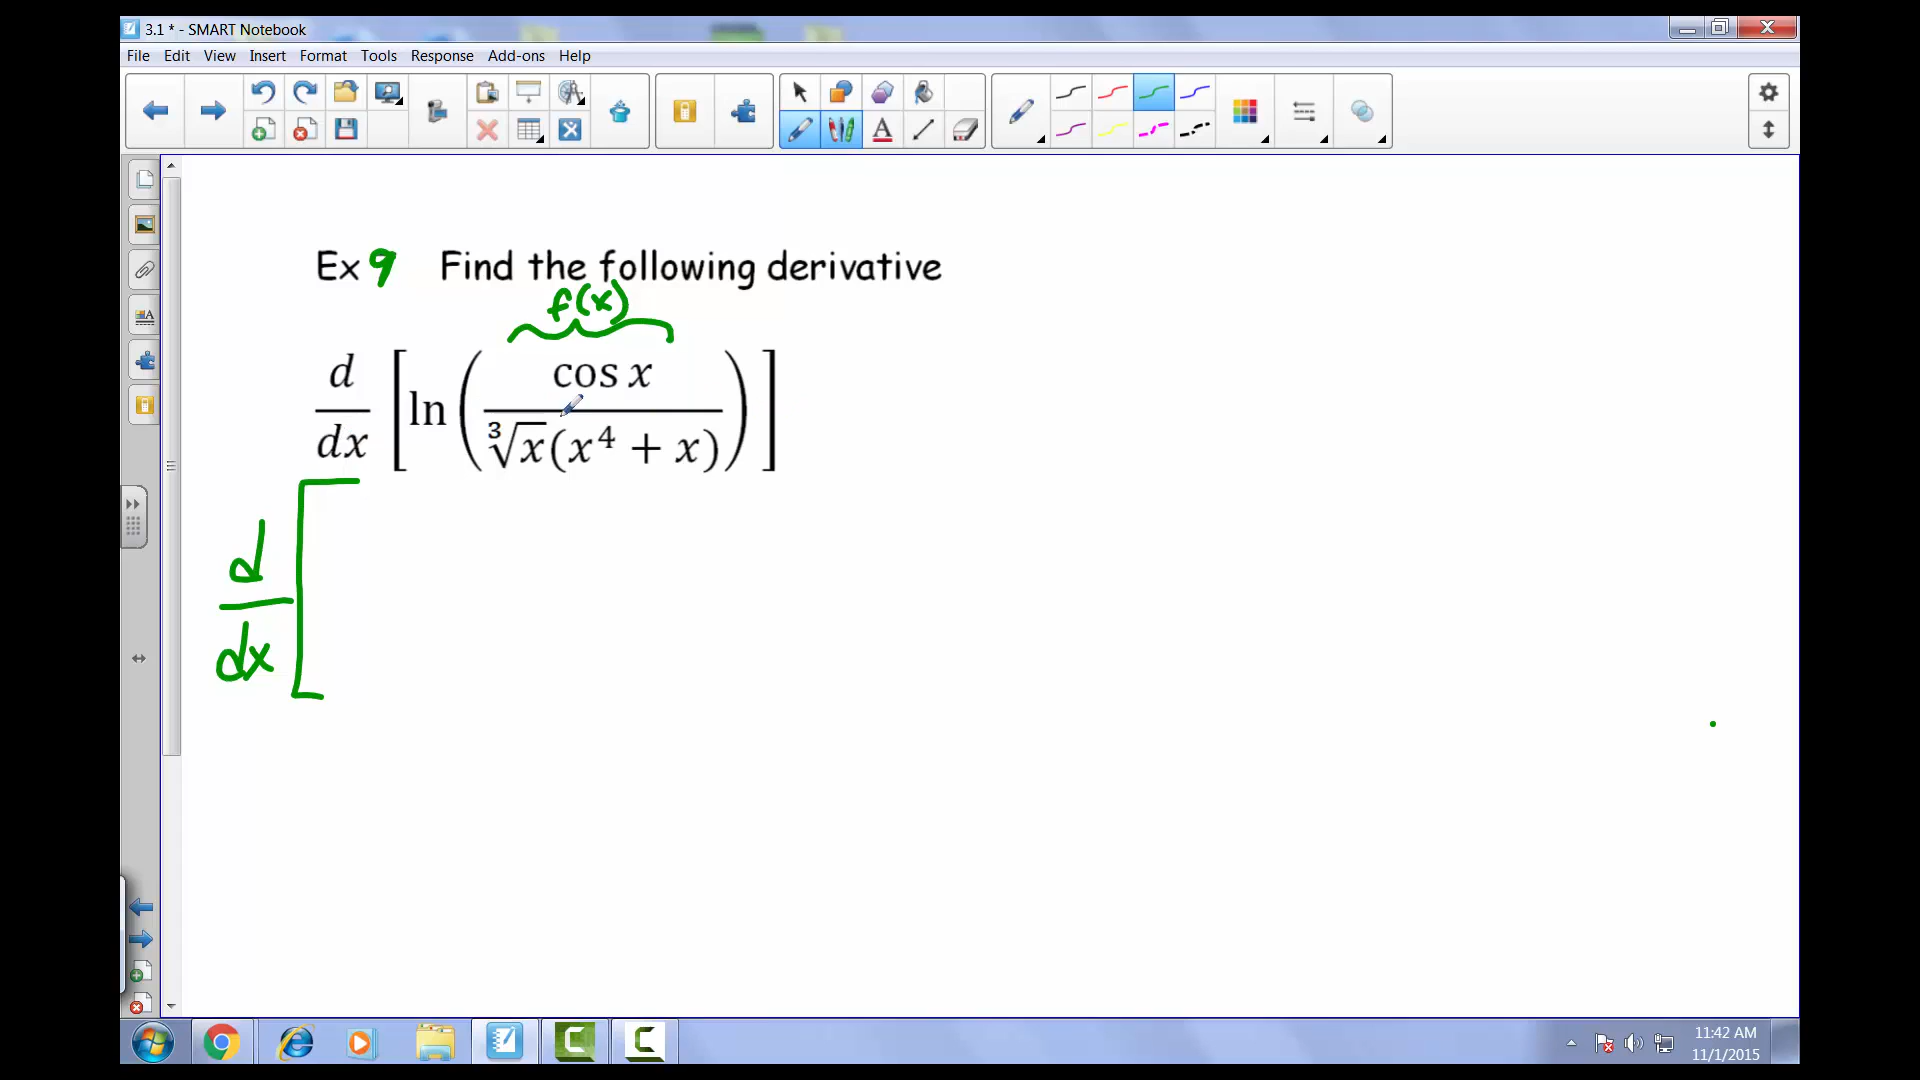 3.1 * - SMART Notebook
File Edit View Insert Format Tools Response Add-ons Help
Ex 9 Find the following derivative
f(x)
d/dx [ln(cos x / ∛x(x⁴ + x))]
d/dx [
11:42 AM
11/1/2015